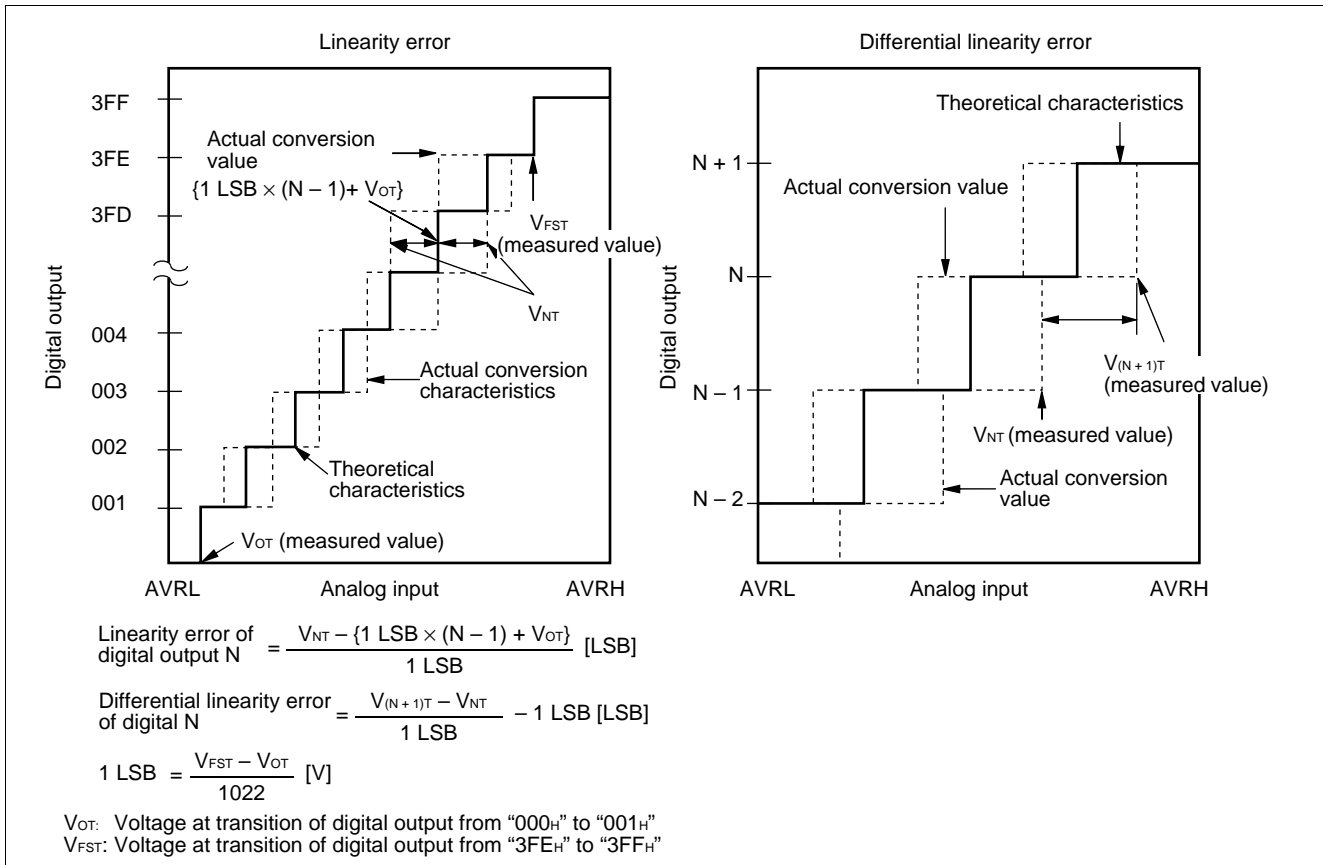 Linearity error
3FF
3FE
3FD
004
003
002
001
Digital output
Actual conversion
value
{1 LSB × (N – 1)+ VOT}
VFST
(measured value)
VNT
Actual conversion
characteristics
Theoretical
characteristics
VOT (measured value)
AVRL
Analog input
AVRH
Differential linearity error
N + 1
N
N – 1
N – 2
Digital output
Theoretical characteristics
Actual conversion value
V(N + 1)T
(measured value)
VNT (measured value)
Actual conversion
value
AVRL
Analog input
AVRH
Linearity error of
digital output N = VNT – {1 LSB × (N – 1) + VOT} / 1 LSB [LSB]
Differential linearity error
of digital N = V(N + 1)T – VNT / 1 LSB – 1 LSB [LSB]
1 LSB = VFST – VOT / 1022 [V]
VOT: Voltage at transition of digital output from “000H” to “001H”
VFST: Voltage at transition of digital output from “3FEH” to “3FFH”